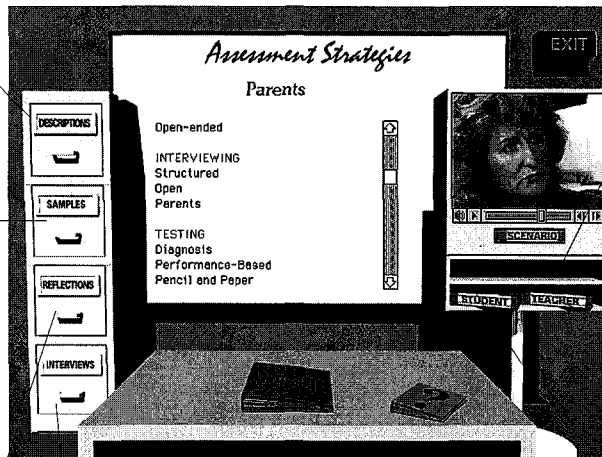 Assessment Strategies
EXIT
Parents
DESCRIPTIONS
SAMPLES
REFLECTIONS
INTERVIEWS
Open-ended
INTERVIEWING
Structured
Open
Parents
TESTING
Diagnosis
Performance-Based
Pencil and Paper
SCENARIO
STUDENT
TEACHER
?